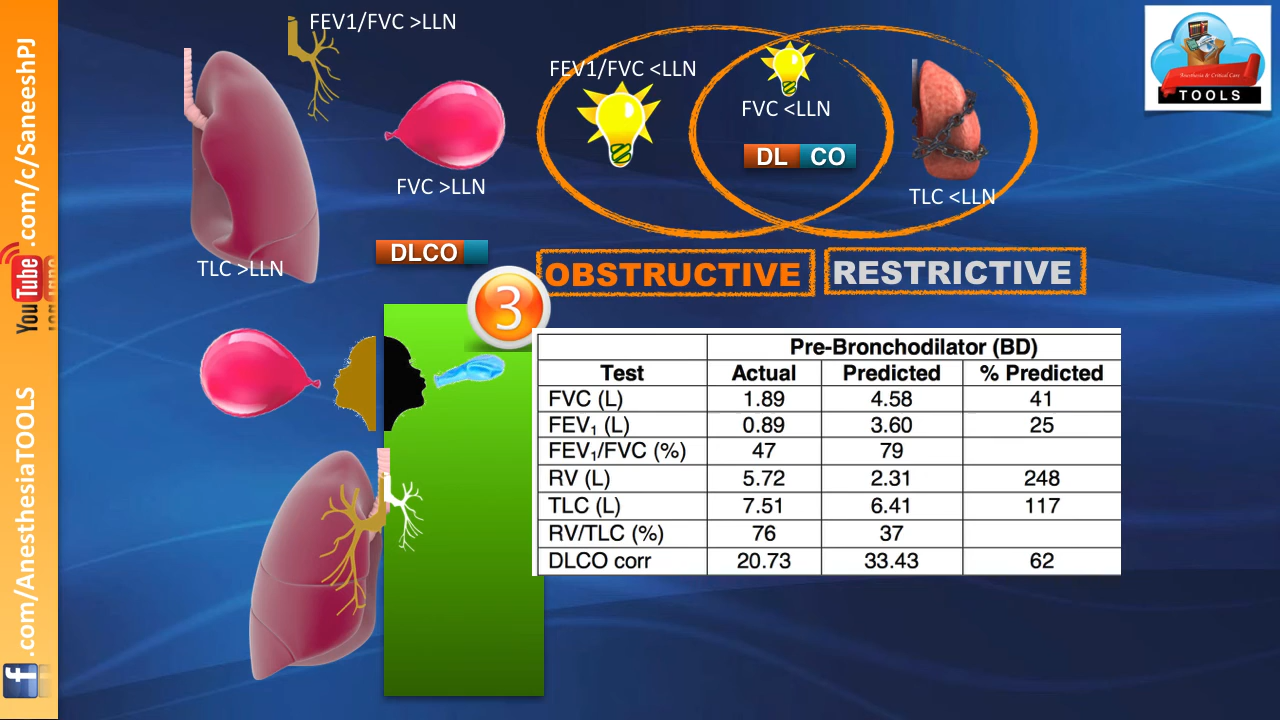 FEV1/FVC >LLN
FVC >LLN
TLC >LLN
DLCO
FEV1/FVC <LLN
FVC <LLN
DL CO
TLC <LLN
OBSTRUCTIVE
RESTRICTIVE
Anesthesia & Critical Care
TOOLS
3
Pre-Bronchodilator (BD)
Test Actual Predicted % Predicted
FVC (L) 1.89 4.58 41
FEV₁ (L) 0.89 3.60 25
FEV₁/FVC (%) 47 79
RV (L) 5.72 2.31 248
TLC (L) 7.51 6.41 117
RV/TLC (%) 76 37
DLCO corr 20.73 33.43 62
YouTube.com/c/SaneeshPJ
f.com/AnesthesiaTOOLS